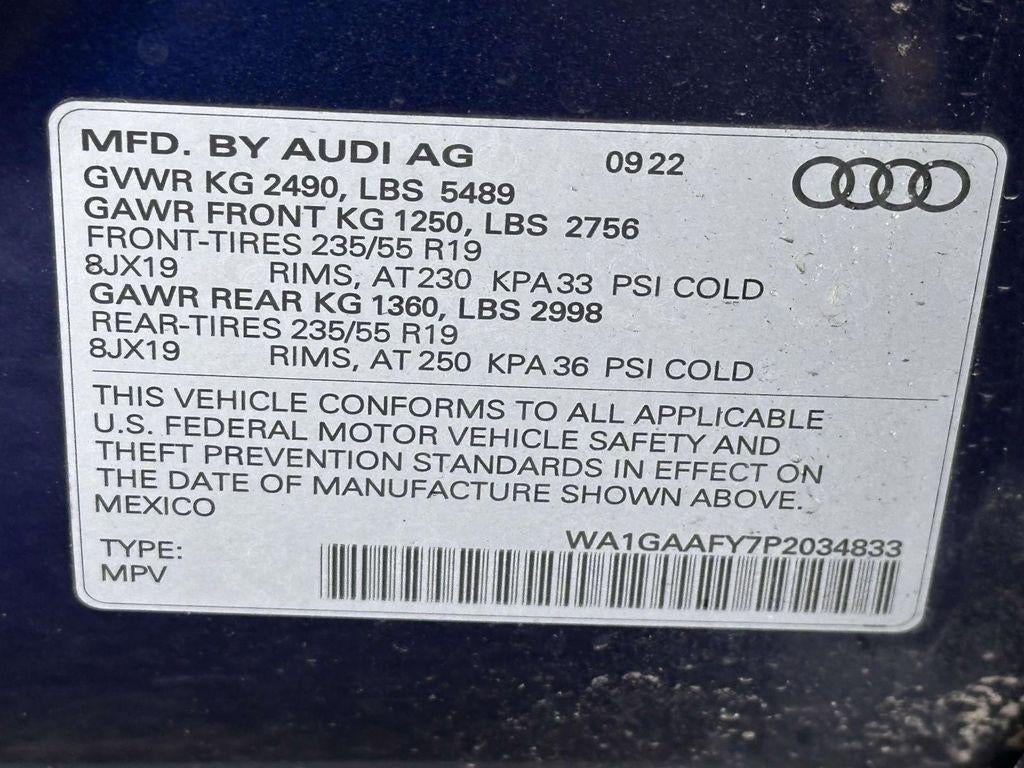 MFD. BY AUDI AG 09 22
GVWR KG 2490, LBS 5489
GAWR FRONT KG 1250, LBS 2756
FRONT-TIRES 235/55 R19
8JX19 RIMS, AT 230 KPA 33 PSI COLD
GAWR REAR KG 1360, LBS 2998
REAR-TIRES 235/55 R19
8JX19 RIMS, AT 250 KPA 36 PSI COLD
THIS VEHICLE CONFORMS TO ALL APPLICABLE
U.S. FEDERAL MOTOR VEHICLE SAFETY AND
THEFT PREVENTION STANDARDS IN EFFECT ON
THE DATE OF MANUFACTURE SHOWN ABOVE.
MEXICO
WA1GAAFY7P2034833
TYPE:
MPV